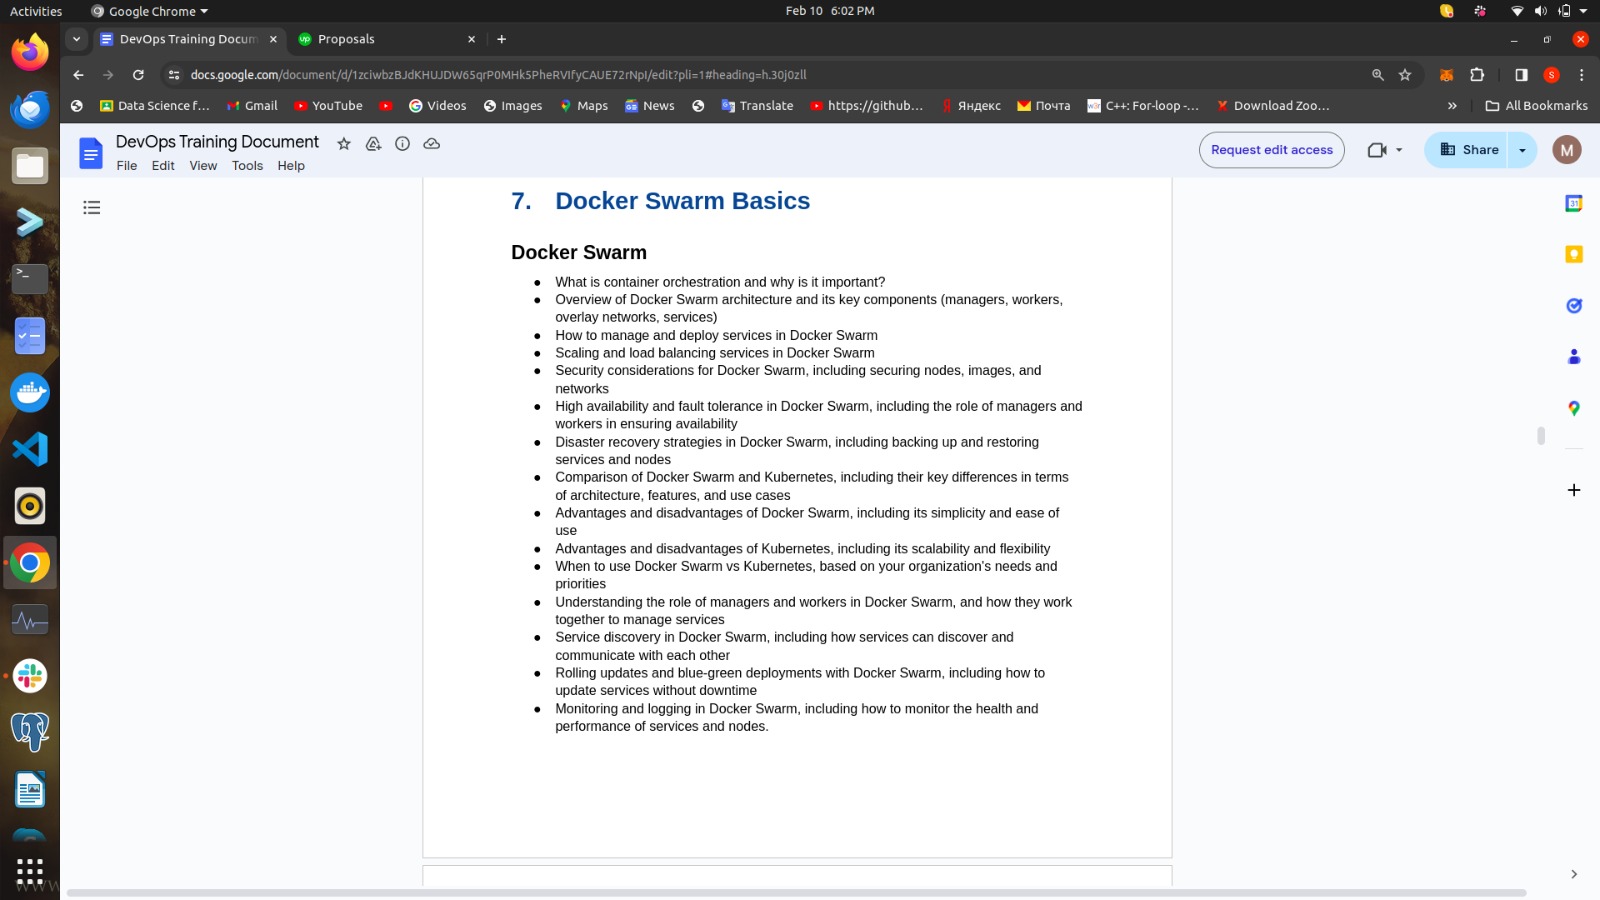 Activities
Google Chrome
Feb 10 6:02 PM
DevOps Training Docum
Proposals
docs.google.com/document/d/1zciwbzBJdKHUJDW65qrP0MHk5PheRVIfyCAUE72rNpI/edit?pli=1#heading=h.30j0zll
Data Science f...
Gmail
YouTube
Videos
Images
Maps
News
Translate
https://github...
Яндекс
Почта
C++: For-loop -...
Download Zoo...
»
All Bookmarks
DevOps Training Document
File Edit View Tools Help
Request edit access
Share
M
7. Docker Swarm Basics
Docker Swarm
● What is container orchestration and why is it important?
● Overview of Docker Swarm architecture and its key components (managers, workers,
overlay networks, services)
● How to manage and deploy services in Docker Swarm
● Scaling and load balancing services in Docker Swarm
● Security considerations for Docker Swarm, including securing nodes, images, and
networks
● High availability and fault tolerance in Docker Swarm, including the role of managers and
workers in ensuring availability
● Disaster recovery strategies in Docker Swarm, including backing up and restoring
services and nodes
● Comparison of Docker Swarm and Kubernetes, including their key differences in terms
of architecture, features, and use cases
● Advantages and disadvantages of Docker Swarm, including its simplicity and ease of
use
● Advantages and disadvantages of Kubernetes, including its scalability and flexibility
● When to use Docker Swarm vs Kubernetes, based on your organization's needs and
priorities
● Understanding the role of managers and workers in Docker Swarm, and how they work
together to manage services
● Service discovery in Docker Swarm, including how services can discover and
communicate with each other
● Rolling updates and blue-green deployments with Docker Swarm, including how to
update services without downtime
● Monitoring and logging in Docker Swarm, including how to monitor the health and
performance of services and nodes.